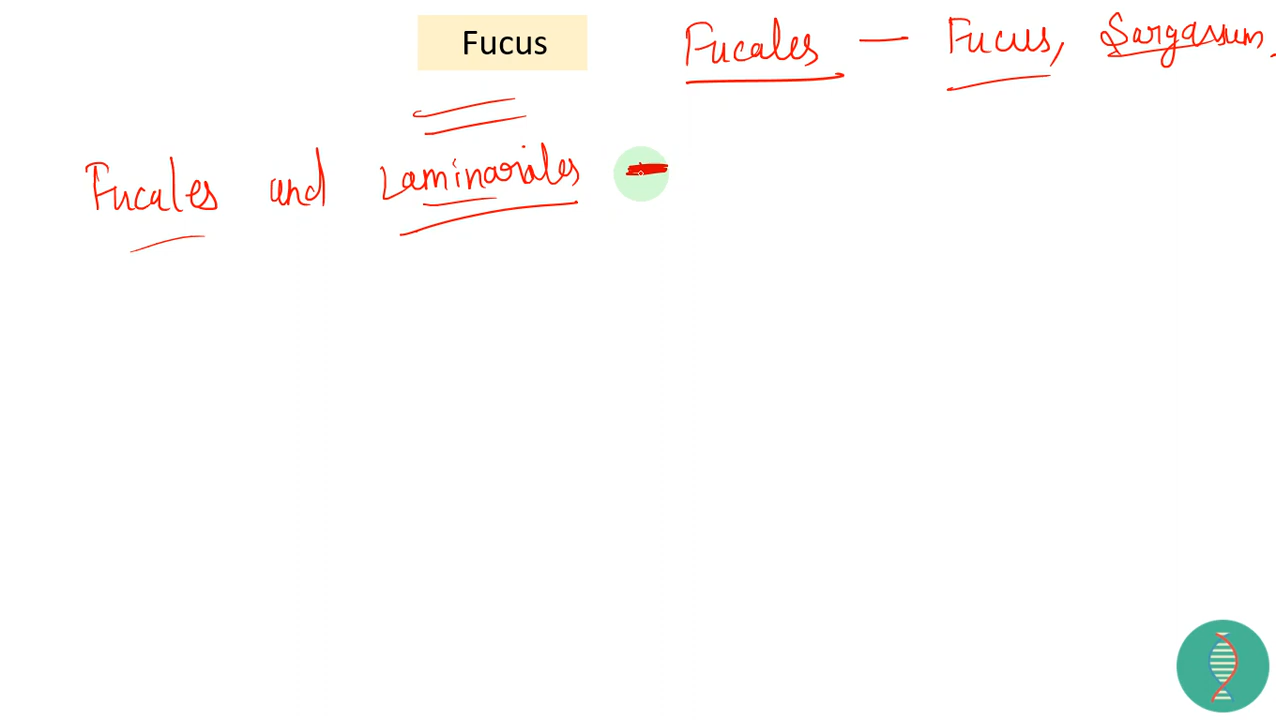 Fucus
Fucales — Fucus, Sargassum.
Fucales and Laminariales -